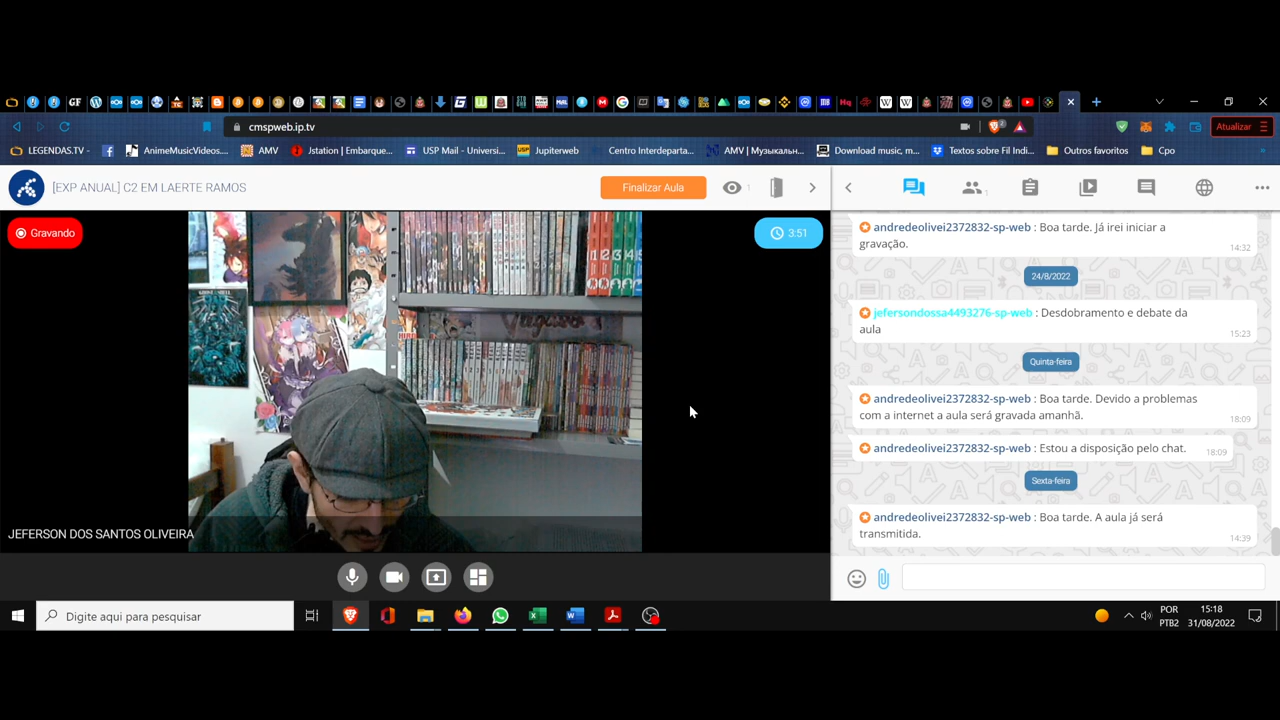 cmspweb.ip.tv
Atualizar
LEGENDAS.TV -
AnimeMusicVideos...
AMV
Jstation | Embarque...
USP Mail - Universi...
Jupiterweb
Centro Interdeparta...
AMV | Музыкальн...
Download music, m...
Textos sobre Fil Indi...
Outros favoritos
Cpo
[EXP ANUAL] C2 EM LAERTE RAMOS
Finalizar Aula
1
1
Gravando
3:51
JEFERSON DOS SANTOS OLIVEIRA
andredeolivei2372832-sp-web : Boa tarde. Já irei iniciar a
gravação.
14:32
24/8/2022
jefersondossa4493276-sp-web : Desdobramento e debate da
aula
15:23
Quinta-feira
andredeolivei2372832-sp-web : Boa tarde. Devido a problemas
com a internet a aula será gravada amanhã.
18:09
andredeolivei2372832-sp-web : Estou a disposição pelo chat.
18:09
Sexta-feira
andredeolivei2372832-sp-web : Boa tarde. A aula já será
transmitida.
14:39
Digite aqui para pesquisar
POR
PTB2
15:18
31/08/2022